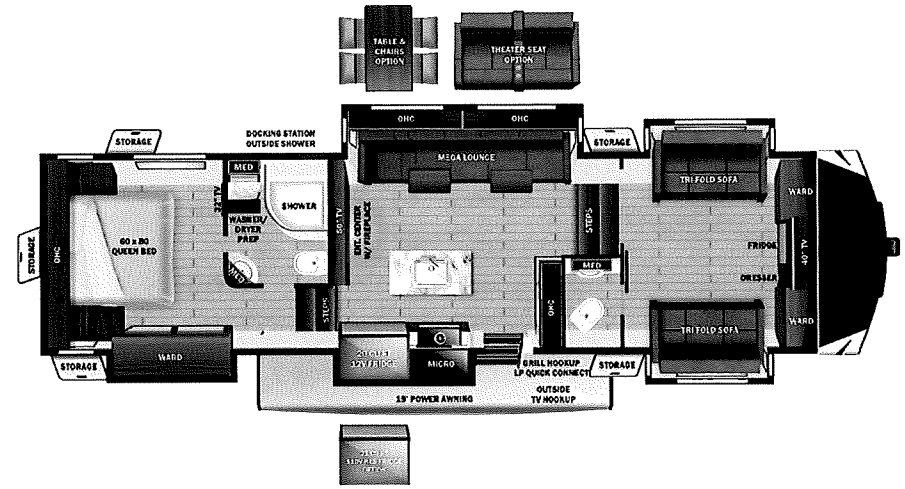 TABLE &
CHAIRS
OPTION
THEATER SEAT
OPTION
OHC
OHC
DOCKING STATION
OUTSIDE SHOWER
STORAGE
STORAGE
MEGA LOUNGE
TRI FOLD SOFA
WARD
MED
22" TV
SHOWER
WASHER/
DRYER
PREP
50" TV
ENT. CENTER
W/ FIREPLACE
STEPS
60 x 80
QUEEN BED
OHC
STORAGE
FRIDGE
40" TV
DRESSER
MED
MED
STEPS
OHC
WARD
TRI FOLD SOFA
WARD
STORAGE
12V FRIDGE
MICRO
GRILL HOOKUP
LP QUICK CONNECT
STORAGE
OUTSIDE
TV HOOKUP
19' POWER AWNING